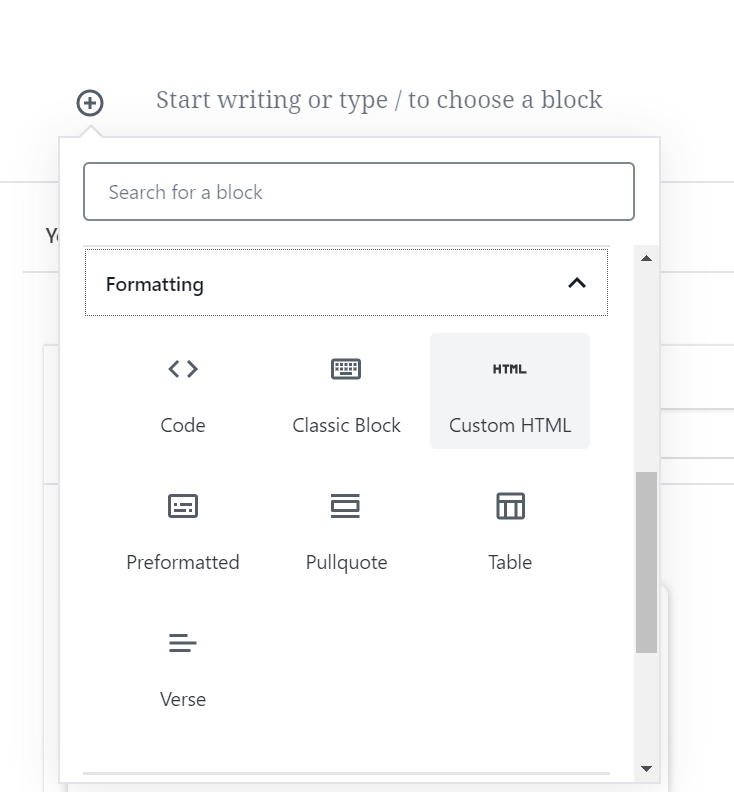 Start writing or type / to choose a block
Search for a block
Formatting
Code
Classic Block
HTML
Custom HTML
Preformatted
Pullquote
Table
Verse